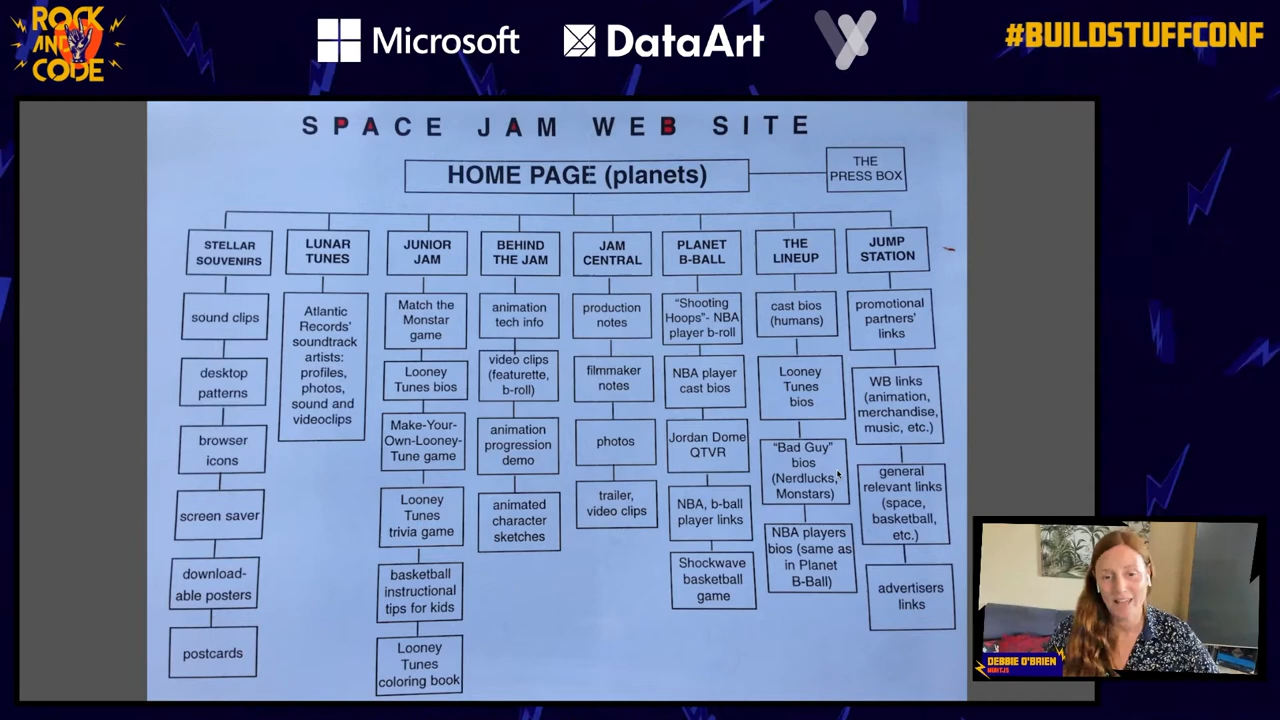 ROCK
AND
CODE
Microsoft
DataArt
#BUILDSTUFFCONF
SPACE JAM WEB SITE
HOME PAGE (planets)
THE
PRESS BOX
STELLAR
SOUVENIRS
sound clips
desktop
patterns
browser
icons
screen saver
download-
able posters
postcards
LUNAR
TUNES
Atlantic
Records'
soundtrack
artists:
profiles,
photos,
sound and
videoclips
JUNIOR
JAM
Match the
Monstar
game
Looney
Tunes bios
Make-Your-
Own-Looney-
Tune game
Looney
Tunes
trivia game
basketball
instructional
tips for kids
Looney
Tunes
coloring book
BEHIND
THE JAM
animation
tech info
video clips
(featurette,
b-roll)
animation
progression
demo
animated
character
sketches
JAM
CENTRAL
production
notes
filmmaker
notes
photos
trailer,
video clips
PLANET
B-BALL
"Shooting
Hoops"- NBA
player b-roll
NBA player
cast bios
Jordan Dome
QTVR
NBA, b-ball
player links
Shockwave
basketball
game
THE
LINEUP
cast bios
(humans)
Looney
Tunes
bios
"Bad Guy"
bios
(Nerdlucks,
Monstars)
NBA players
bios (same as
in Planet
B-Ball)
JUMP
STATION
promotional
partners'
links
WB links
(animation,
merchandise,
music, etc.)
general
relevant links
(space,
basketball,
etc.)
advertisers
links
DEBBIE O'BRIEN